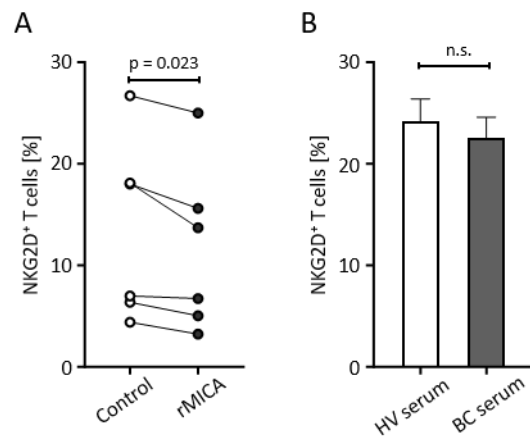 A
NKG2D⁺ T cells [%]
30
20
10
0
p = 0.023
Control
rMICA
B
NKG2D⁺ T cells [%]
30
20
10
0
n.s.
HV serum
BC serum